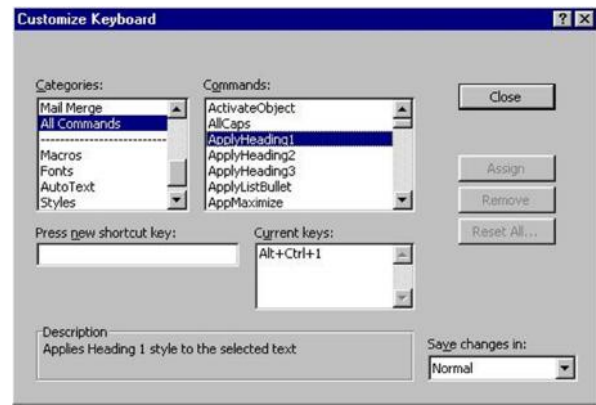 Customize Keyboard
Categories:
Mail Merge
All Commands
------------------------
Macros
Fonts
AutoText
Styles
Commands:
ActivateObject
AllCaps
ApplyHeading1
ApplyHeading2
ApplyHeading3
ApplyListBullet
AppMaximize
Close
Assign
Remove
Reset All...
Press new shortcut key:
Current keys:
Alt+Ctrl+1
Description
Applies Heading 1 style to the selected text
Save changes in:
Normal